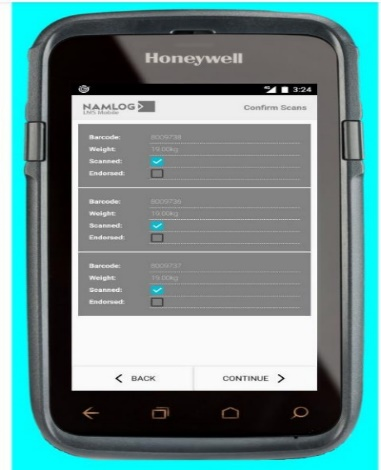 Honeywell
3:24
NAMLOG
LMS Mobile
Confirm Scans
Barcode: 8009738
Weight: 19.00kg
Scanned:
Endorsed:
Barcode: 8009736
Weight: 19.00kg
Scanned:
Endorsed:
Barcode: 8009737
Weight: 19.00kg
Scanned:
Endorsed:
BACK
CONTINUE